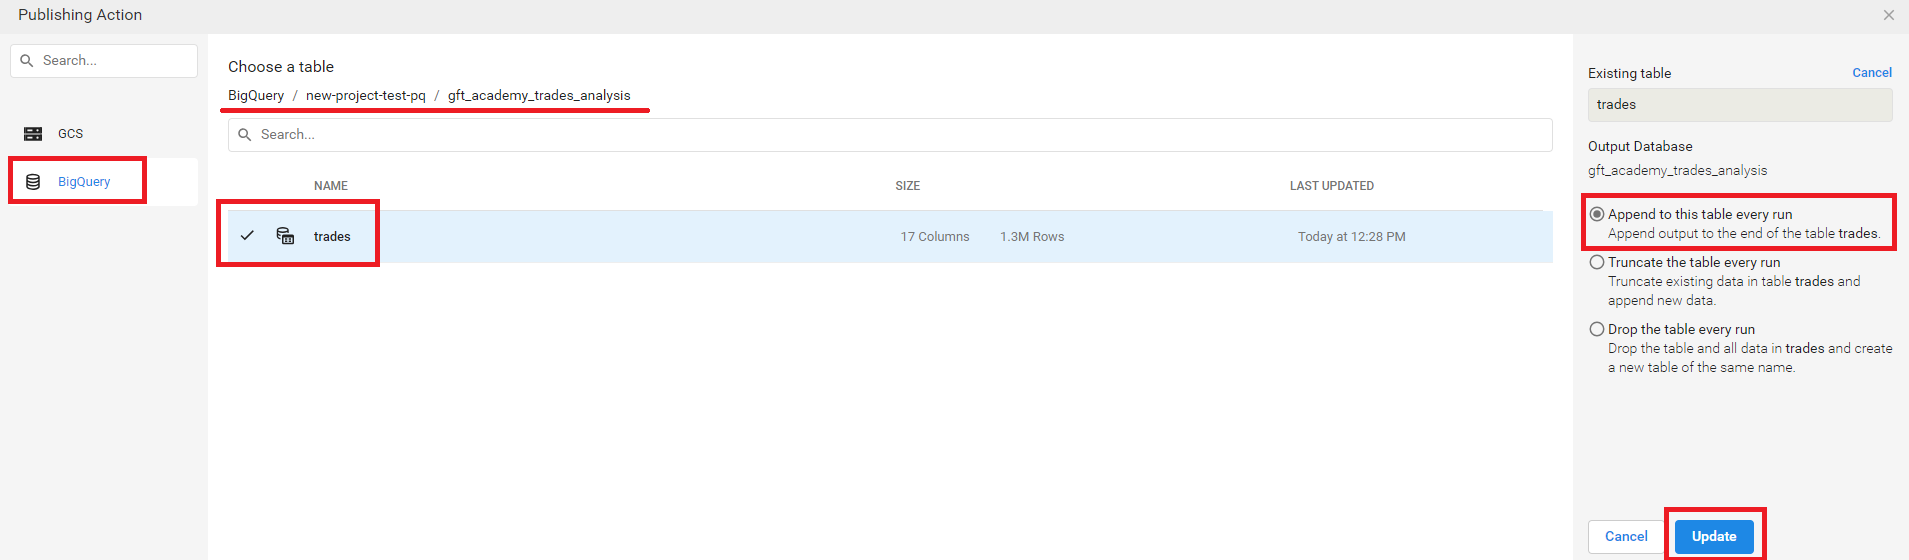 Publishing Action
Search...
GCS
BigQuery
Choose a table
BigQuery / new-project-test-pq / gft_academy_trades_analysis
Search...
NAME SIZE LAST UPDATED
trades 17 Columns 1.3M Rows Today at 12:28 PM
Existing table Cancel
trades
Output Database
gft_academy_trades_analysis
Append to this table every run
Append output to the end of the table trades.
Truncate the table every run
Truncate existing data in table trades and
append new data.
Drop the table every run
Drop the table and all data in trades and create
a new table of the same name.
Cancel Update